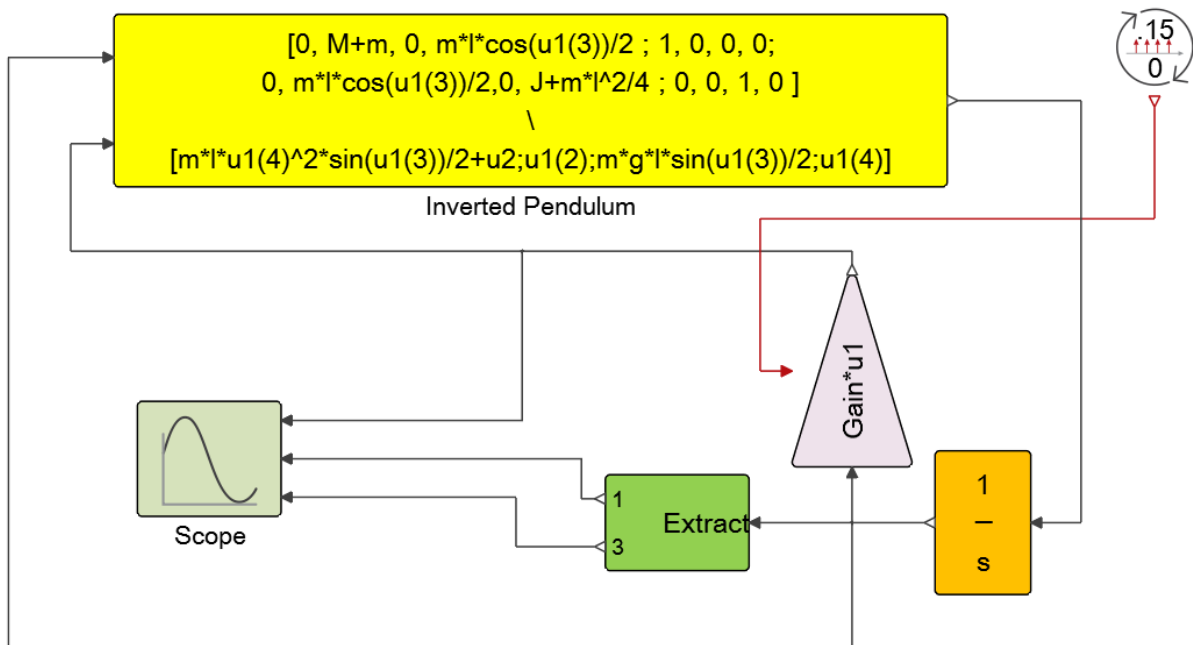 [0, M+m, 0, m*l*cos(u1(3))/2 ; 1, 0, 0, 0;
0, m*l*cos(u1(3))/2,0, J+m*l^2/4 ; 0, 0, 1, 0 ]
\
[m*l*u1(4)^2*sin(u1(3))/2+u2;u1(2);m*g*l*sin(u1(3))/2;u1(4)]
Inverted Pendulum
.15
0
Gain*u1
Scope
1
Extract
3
1
s